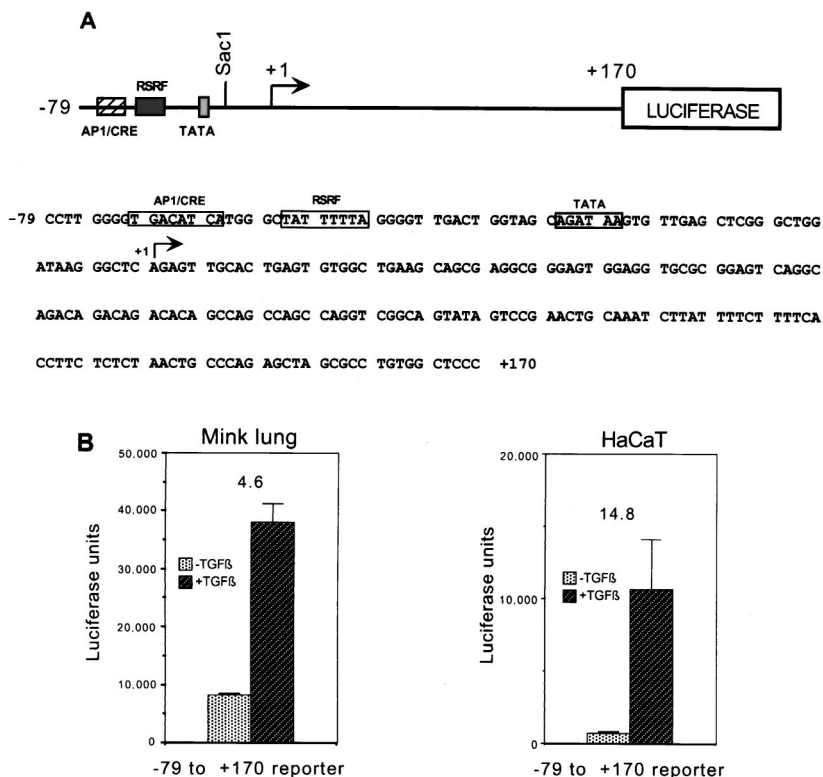 A
Sac1
+1
+170
RSRF
-79
LUCIFERASE
AP1/CRE
TATA
AP1/CRE
RSRF
TATA
-79 CCTT GGGGT GACATC ATGG GCTAT TTTTA GGGGT TGACT GGTAGC CAGAT AAGTG TTGAG CTCGG GCTGG
+1
ATAAG GGCTC AGAGT TGCAC TGAGT GTGGC TGAAG CAGCG AGGCG GGAGT GGAGG TGCGC GGAGT CAGGC
AGACA GACAG ACACA GCCAG CCAGC CAGGT CGGCA GTATA GTCCG AACTG CAAAT CTTAT TTTCT TTTCA
CCTTC TCTCT AACTG CCCAG AGCTA GCGCC TGTGG CTCCC +170
B
Mink lung
50,000
40,000
30,000
20,000
10,000
0
Luciferase units
4.6
-TGFß
+TGFß
-79 to +170 reporter
HaCaT
20,000
10,000
0
Luciferase units
14.8
-TGFß
+TGFß
-79 to +170 reporter